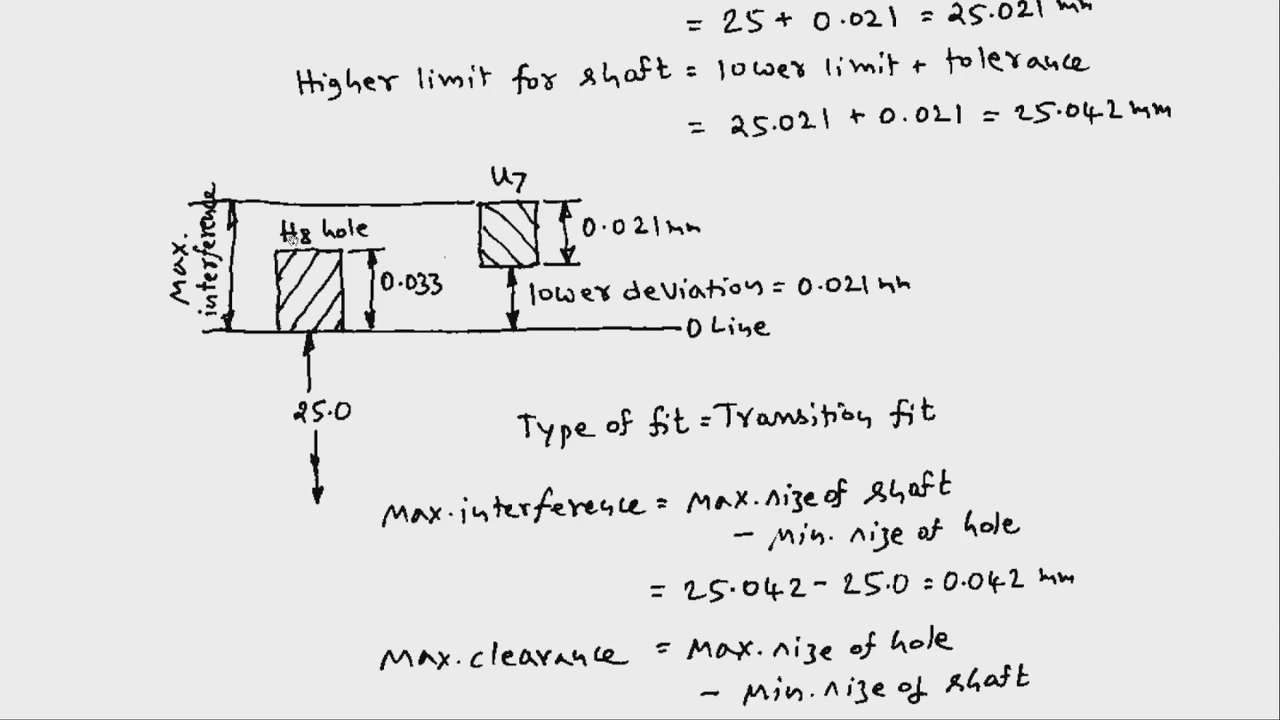 = 25 + 0.021 = 25.021 mm
Higher limit for shaft = lower limit + tolerance
= 25.021 + 0.021 = 25.042 mm
U7
Max. interference
H8 hole
0.021 mm
0.033
lower deviation = 0.021 mm
0 Line
25.0
Type of fit = Transition fit
Max. interference = Max. size of shaft
- Min. size of hole
= 25.042 - 25.0 = 0.042 mm
Max. clearance = Max. size of hole
- Min. size of shaft